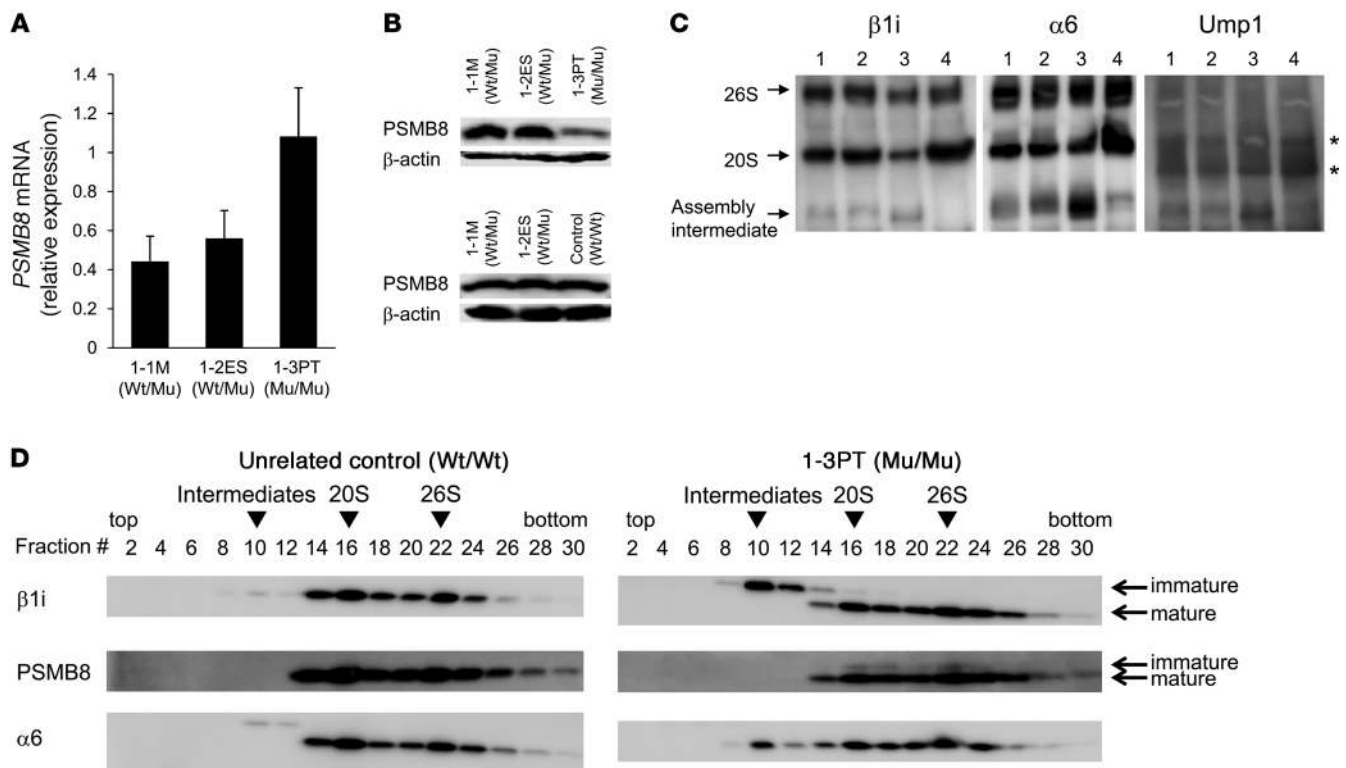 A
PSMB8 mRNA
(relative expression)
1.4
1.2
1
0.8
0.6
0.4
0.2
0
1-1M 1-2ES 1-3PT
(Wt/Mu) (Wt/Mu) (Mu/Mu)
B
1-1M (Wt/Mu)
1-2ES (Wt/Mu)
1-3PT (Mu/Mu)
PSMB8
β-actin
1-1M (Wt/Mu)
1-2ES (Wt/Mu)
Control (Wt/Wt)
PSMB8
β-actin
C
β1i α6 Ump1
1 2 3 4 1 2 3 4 1 2 3 4
26S
20S
Assembly
intermediate
*
*
D
Unrelated control (Wt/Wt)
Intermediates 20S 26S
top bottom
Fraction # 2 4 6 8 10 12 14 16 18 20 22 24 26 28 30
1-3PT (Mu/Mu)
Intermediates 20S 26S
top bottom
2 4 6 8 10 12 14 16 18 20 22 24 26 28 30
β1i
immature
mature
PSMB8
immature
mature
α6